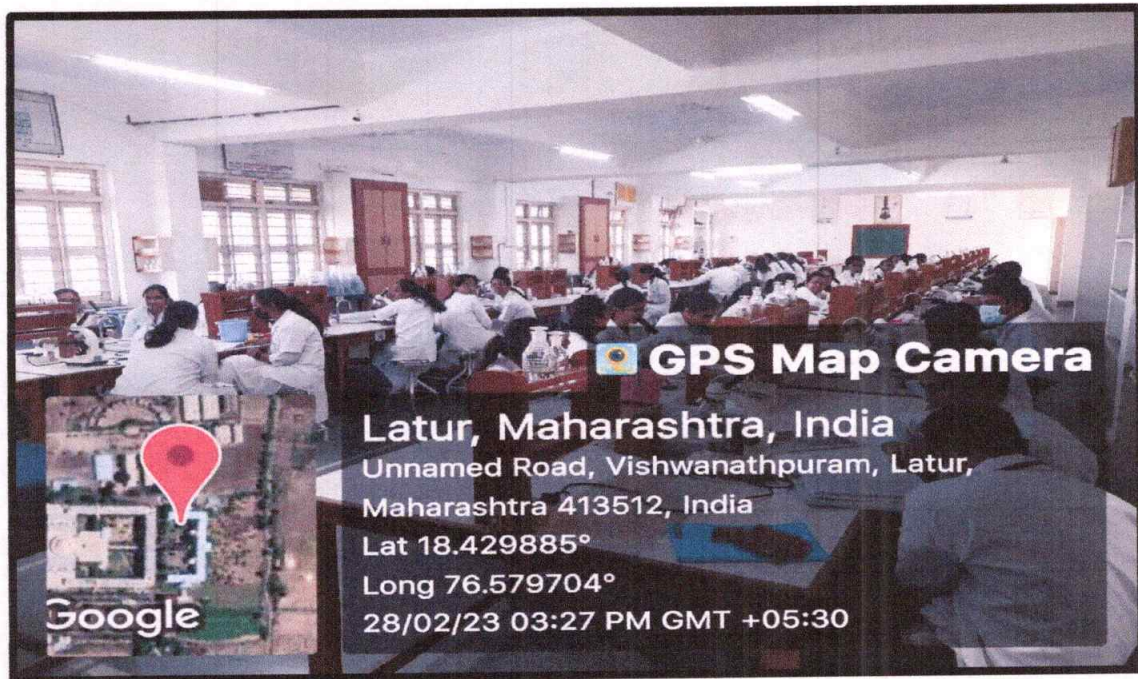 GPS Map Camera
Latur, Maharashtra, India
Unnamed Road, Vishwanathpuram, Latur,
Maharashtra 413512, India
Lat 18.429885°
Long 76.579704°
28/02/23 03:27 PM GMT +05:30
Google